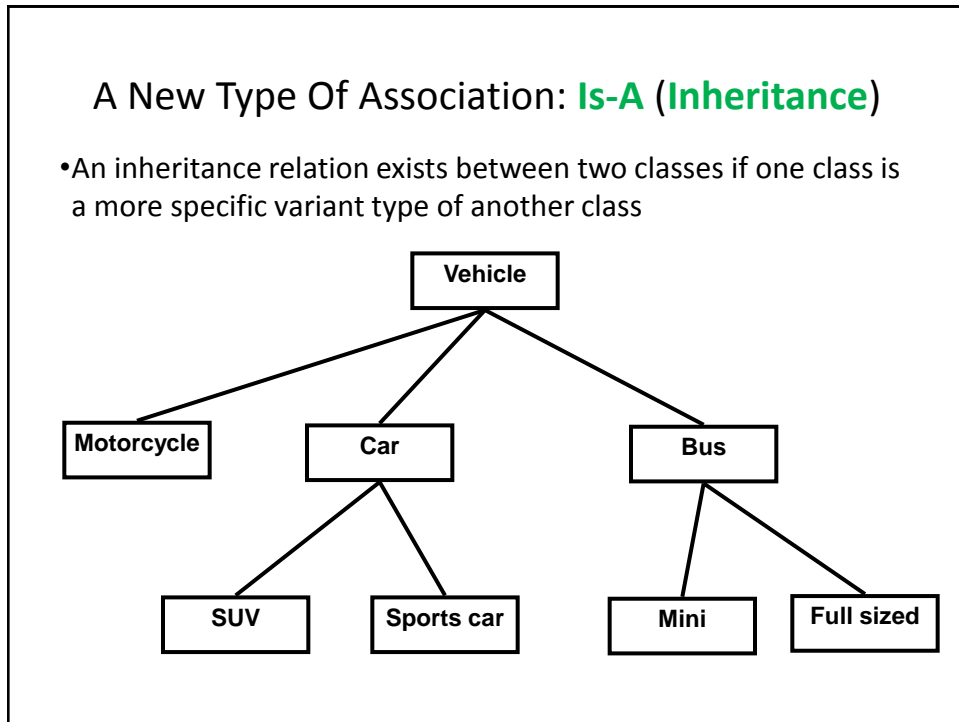 A New Type Of Association: Is-A (Inheritance)
•An inheritance relation exists between two classes if one class is
a more specific variant type of another class
Vehicle
Motorcycle
Car
Bus
SUV
Sports car
Mini
Full sized